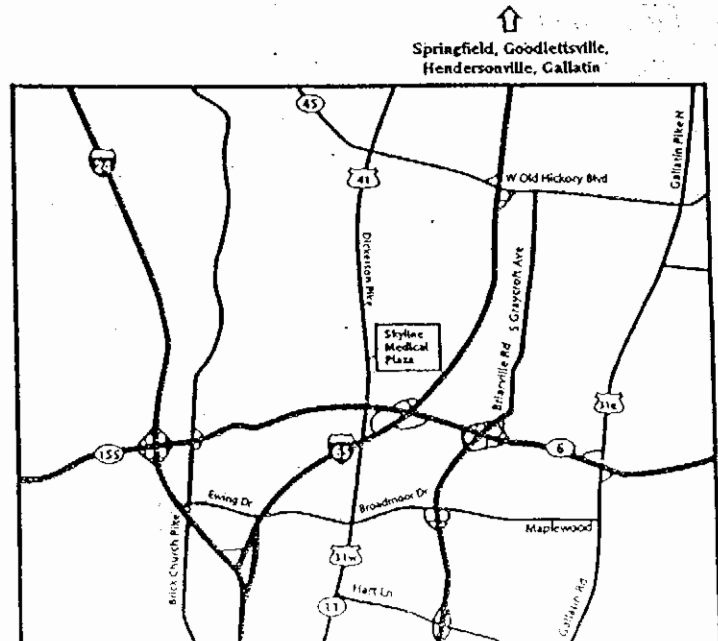 Springfield, Goodlettsville,
Hendersonville, Gallatin
45
24
41
Gallatin Pike N
W Old Hickory Blvd
Dickerson Pike
S Graycroft Ave
Skyline
Medical
Plaza
Briarville Rd
31E
155
6
Ewing Dr
Broadmoor Dr
Maplewood
Brick Church Pike
31W
Hart Ln
11
Gallatin Rd